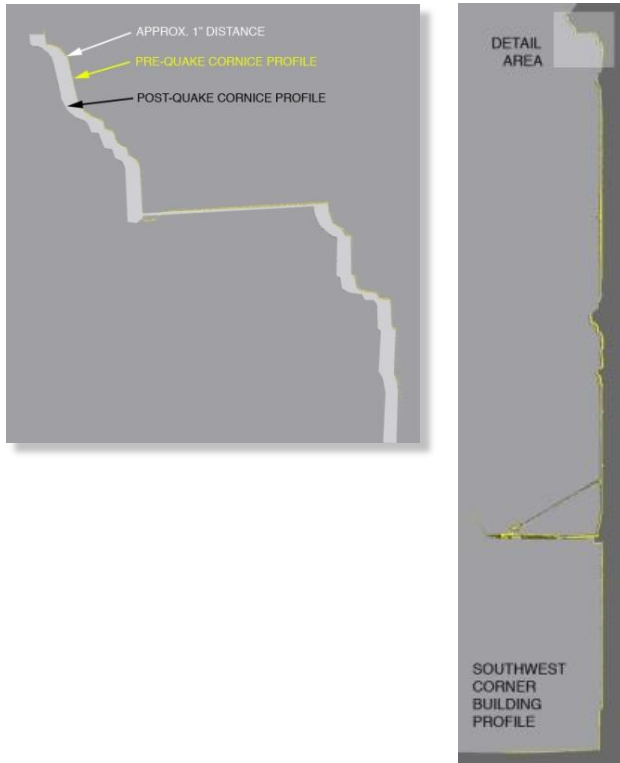 APPROX. 1" DISTANCE
PRE-QUAKE CORNICE PROFILE
POST-QUAKE CORNICE PROFILE
DETAIL
AREA
SOUTHWEST
CORNER
BUILDING
PROFILE